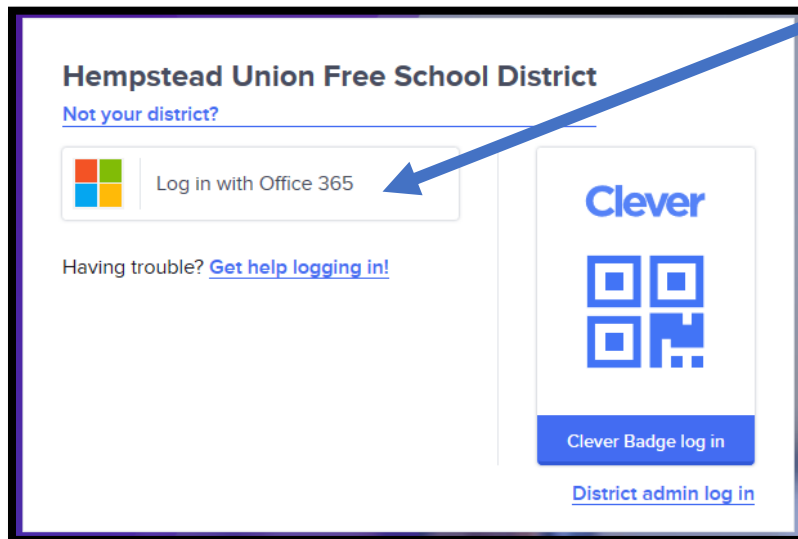 Hempstead Union Free School District
Not your district?
Log in with Office 365
Having trouble? Get help logging in!
Clever
Clever Badge log in
District admin log in